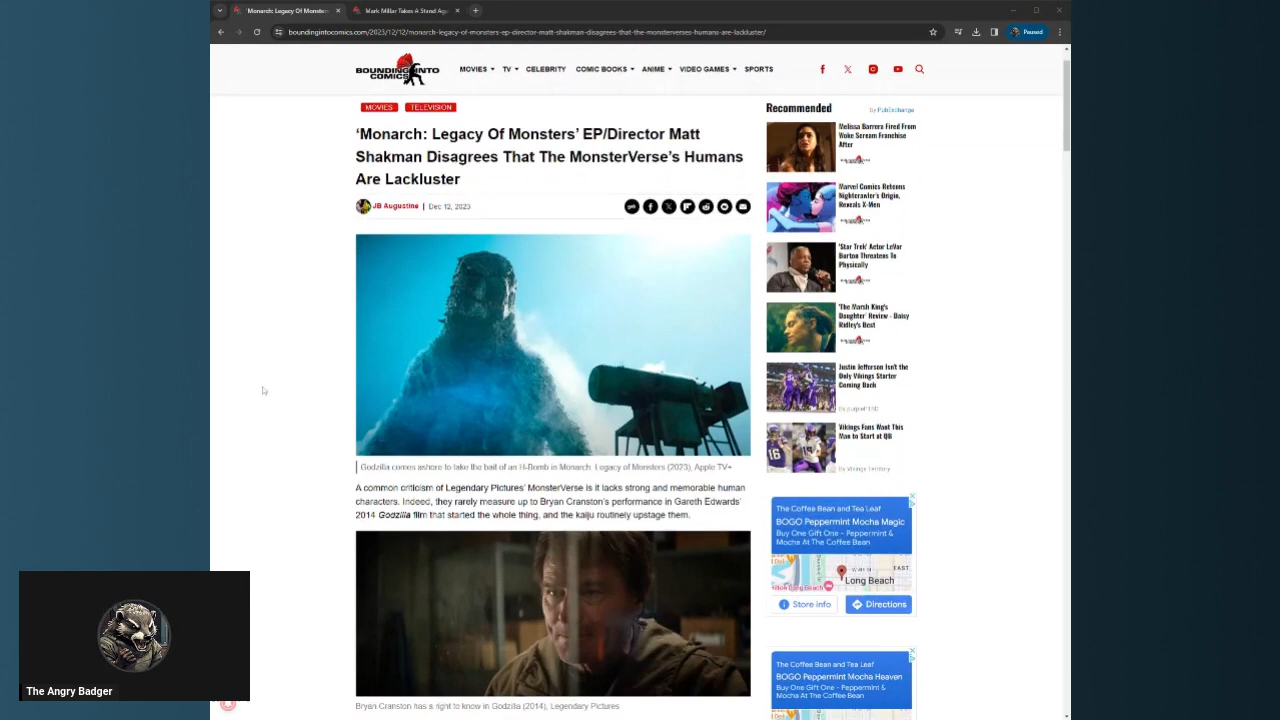 'Monarch: Legacy Of Monsters
Mark Millar Takes A Stand Aga
boundingintocomics.com/2023/12/12/monarch-legacy-of-monsters-ep-director-matt-shakman-disagrees-that-the-monsterverses-humans-are-lackluster/
Paused
BOUNDING INTO COMICS
MOVIES TV CELEBRITY COMIC BOOKS ANIME VIDEO GAMES SPORTS
MOVIES TELEVISION
'Monarch: Legacy Of Monsters' EP/Director Matt
Shakman Disagrees That The MonsterVerse's Humans
Are Lackluster
JB Augustine | Dec 12, 2023
Godzilla comes ashore to take the bait of an H-Bomb in Monarch: Legacy of Monsters (2023), Apple TV+
A common criticism of Legendary Pictures' MonsterVerse is it lacks strong and memorable human
characters. Indeed, they rarely measure up to Bryan Cranston's performance in Gareth Edwards'
2014 Godzilla film that started the whole thing, and the kaiju routinely upstage them.
Bryan Cranston has a right to know in Godzilla (2014), Legendary Pictures
Recommended
by PubExchange
Melissa Barrera Fired From
Woke Scream Franchise
After
Marvel Comics Retcons
Nightcrawler's Origin,
Reveals X-Men
'Star Trek' Actor LeVar
Burton Threatens To
Physically
'The Marsh King's
Daughter' Review - Daisy
Ridley's Best
Justin Jefferson Isn't the
Only Vikings Starter
Coming Back
Vikings Fans Want This
Man to Start at QB
By Vikings Territory
The Coffee Bean and Tea Leaf
BOGO Peppermint Mocha Magic
Buy One Gift One - Peppermint &
Mocha At The Coffee Bean
EAST
Long Beach
Store info
Directions
The Coffee Bean and Tea Leaf
BOGO Peppermint Mocha Heaven
Buy One Gift One - Peppermint &
Mocha At The Coffee Bean
The Angry Badger